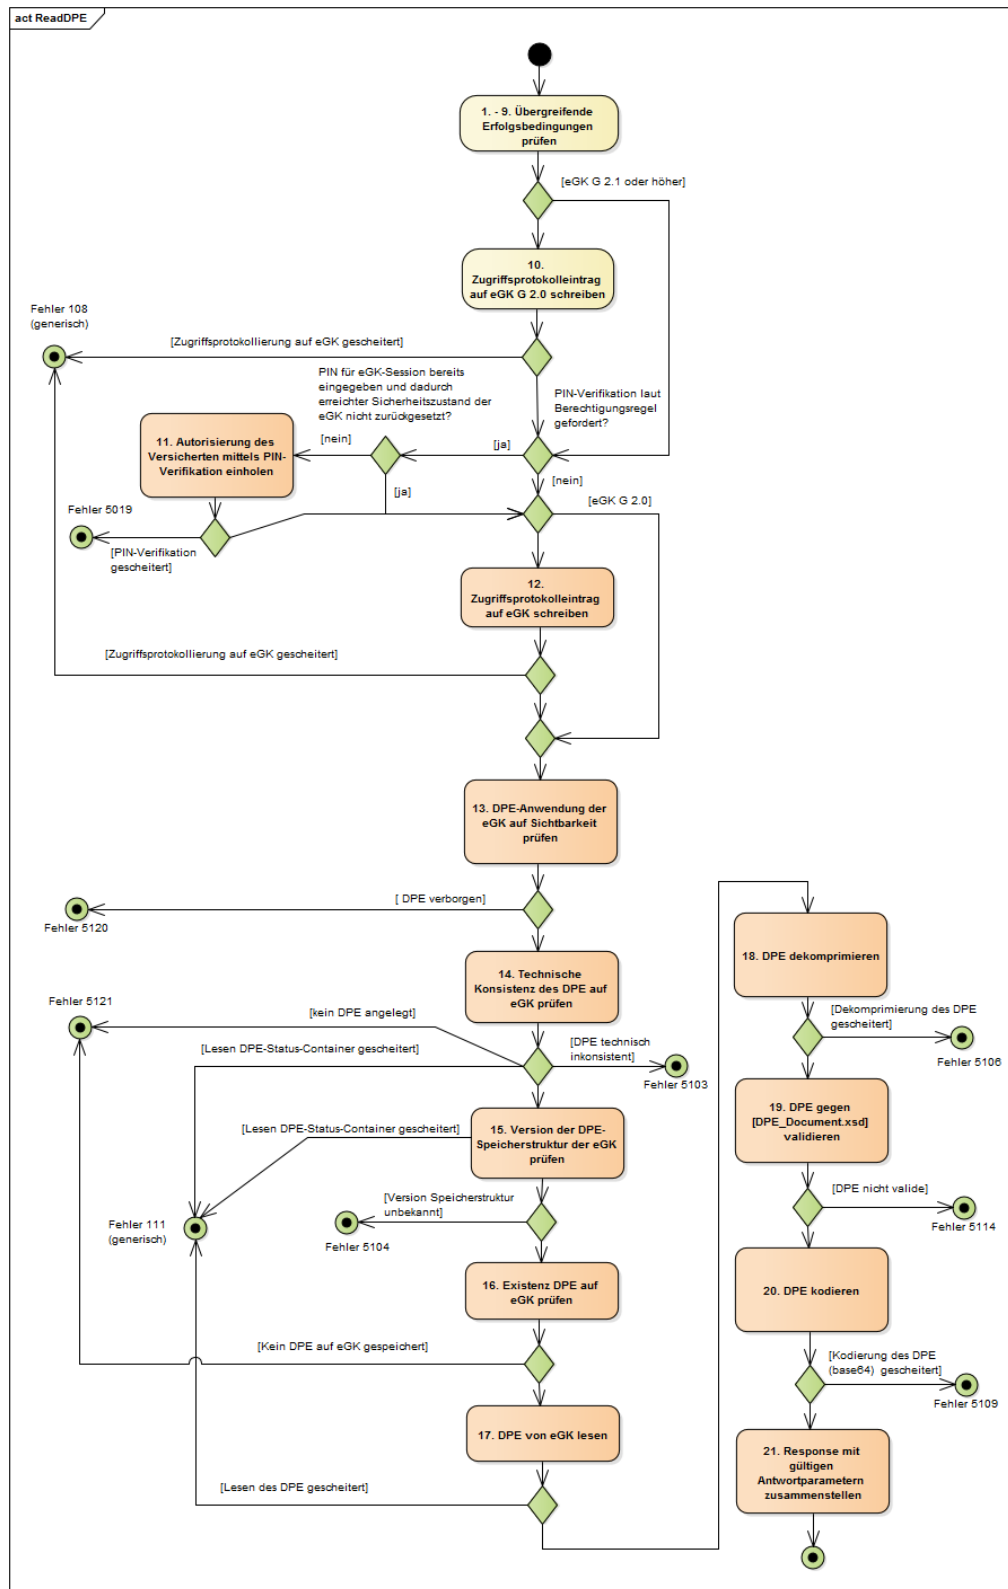 act ReadDPE
1. - 9. Übergreifende
Erfolgsbedingungen
prüfen
[eGK G 2.1 oder höher]
10.
Zugriffsprotokolleintrag
auf eGK G 2.0 schreiben
Fehler 108
(generisch)
[Zugriffsprotokollierung auf eGK gescheitert]
PIN für eGK-Session bereits
eingegeben und dadurch
erreichter Sicherheitszustand der
eGK nicht zurückgesetzt?
PIN-Verifikation laut
Berechtigungsregel
gefordert?
11. Autorisierung des
Versicherten mittels PIN-
Verifikation einholen
[nein]
[ja]
[ja]
[nein]
[eGK G 2.0]
Fehler 5019
[PIN-Verifikation
gescheitert]
12.
Zugriffsprotokolleintrag
auf eGK schreiben
[Zugriffsprotokollierung auf eGK gescheitert]
13. DPE-Anwendung der
eGK auf Sichtbarkeit
prüfen
[ DPE verborgen]
Fehler 5120
14. Technische
Konsistenz des DPE auf
eGK prüfen
Fehler 5121
[kein DPE angelegt]
[Lesen DPE-Status-Container gescheitert]
[DPE technisch
inkonsistent]
Fehler 5103
15. Version der DPE-
Speicherstruktur der eGK
prüfen
[Lesen DPE-Status-Container gescheitert]
[Version Speicherstruktur
unbekannt]
Fehler 5104
Fehler 111
(generisch)
16. Existenz DPE auf
eGK prüfen
[Kein DPE auf eGK gespeichert]
17. DPE von eGK lesen
[Lesen des DPE gescheitert]
18. DPE dekomprimieren
[Dekomprimierung des DPE
gescheitert]
Fehler 5106
19. DPE gegen
[DPE_Document.xsd]
validieren
[DPE nicht valide]
Fehler 5114
20. DPE kodieren
[Kodierung des DPE
(base64)  gescheitert]
Fehler 5109
21. Response mit
gültigen
Antwortparametern
zusammenstellen